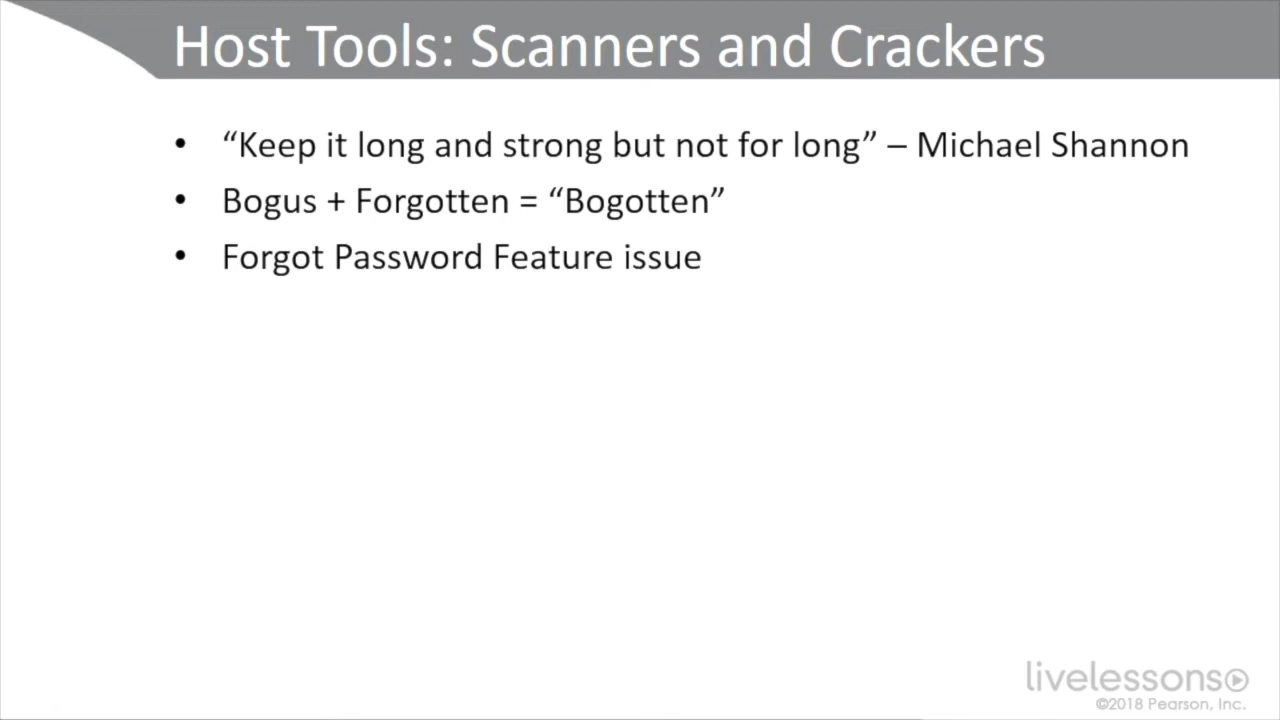 Host Tools: Scanners and Crackers
• “Keep it long and strong but not for long” – Michael Shannon
• Bogus + Forgotten = “Bogotten”
• Forgot Password Feature issue
livelessons
©2018 Pearson, Inc.